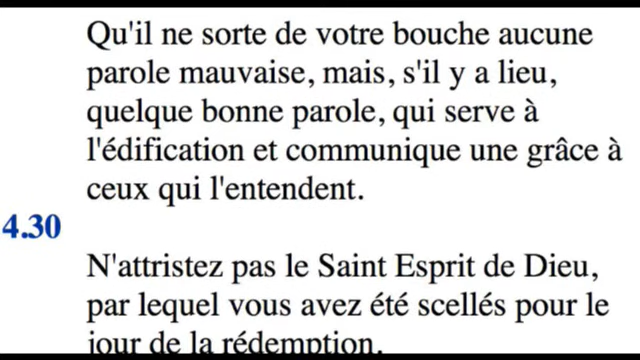 Qu'il ne sorte de votre bouche aucune
parole mauvaise, mais, s'il y a lieu,
quelque bonne parole, qui serve à
l'édification et communique une grâce à
ceux qui l'entendent.
4.30
N'attristez pas le Saint Esprit de Dieu,
par lequel vous avez été scellés pour le
jour de la rédemption.